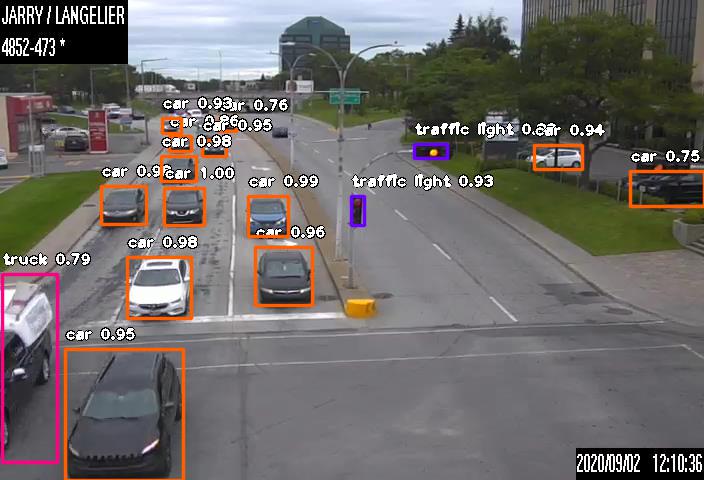 JARRY / LANGELIER
4852-473 *
car 0.93
car 0.76
car 0.95
car 0.98
traffic light
car 0.94
car 0.75
car 1.00
car 0.99
traffic light 0.93
car 0.98
car 0.96
truck 0.79
car 0.95
2020/09/02 12:10:36